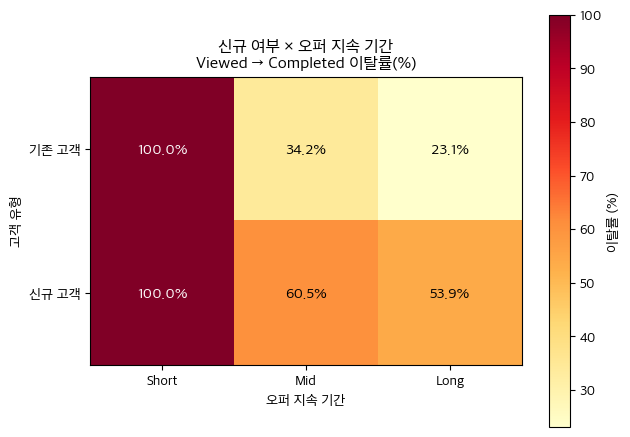 신규 여부 × 오퍼 지속 기간
Viewed → Completed 이탈률(%)
고객 유형
기존 고객
100.0%
34.2%
23.1%
신규 고객
100.0%
60.5%
53.9%
Short
Mid
Long
오퍼 지속 기간
100
90
80
70
60
50
40
30
이탈률 (%)